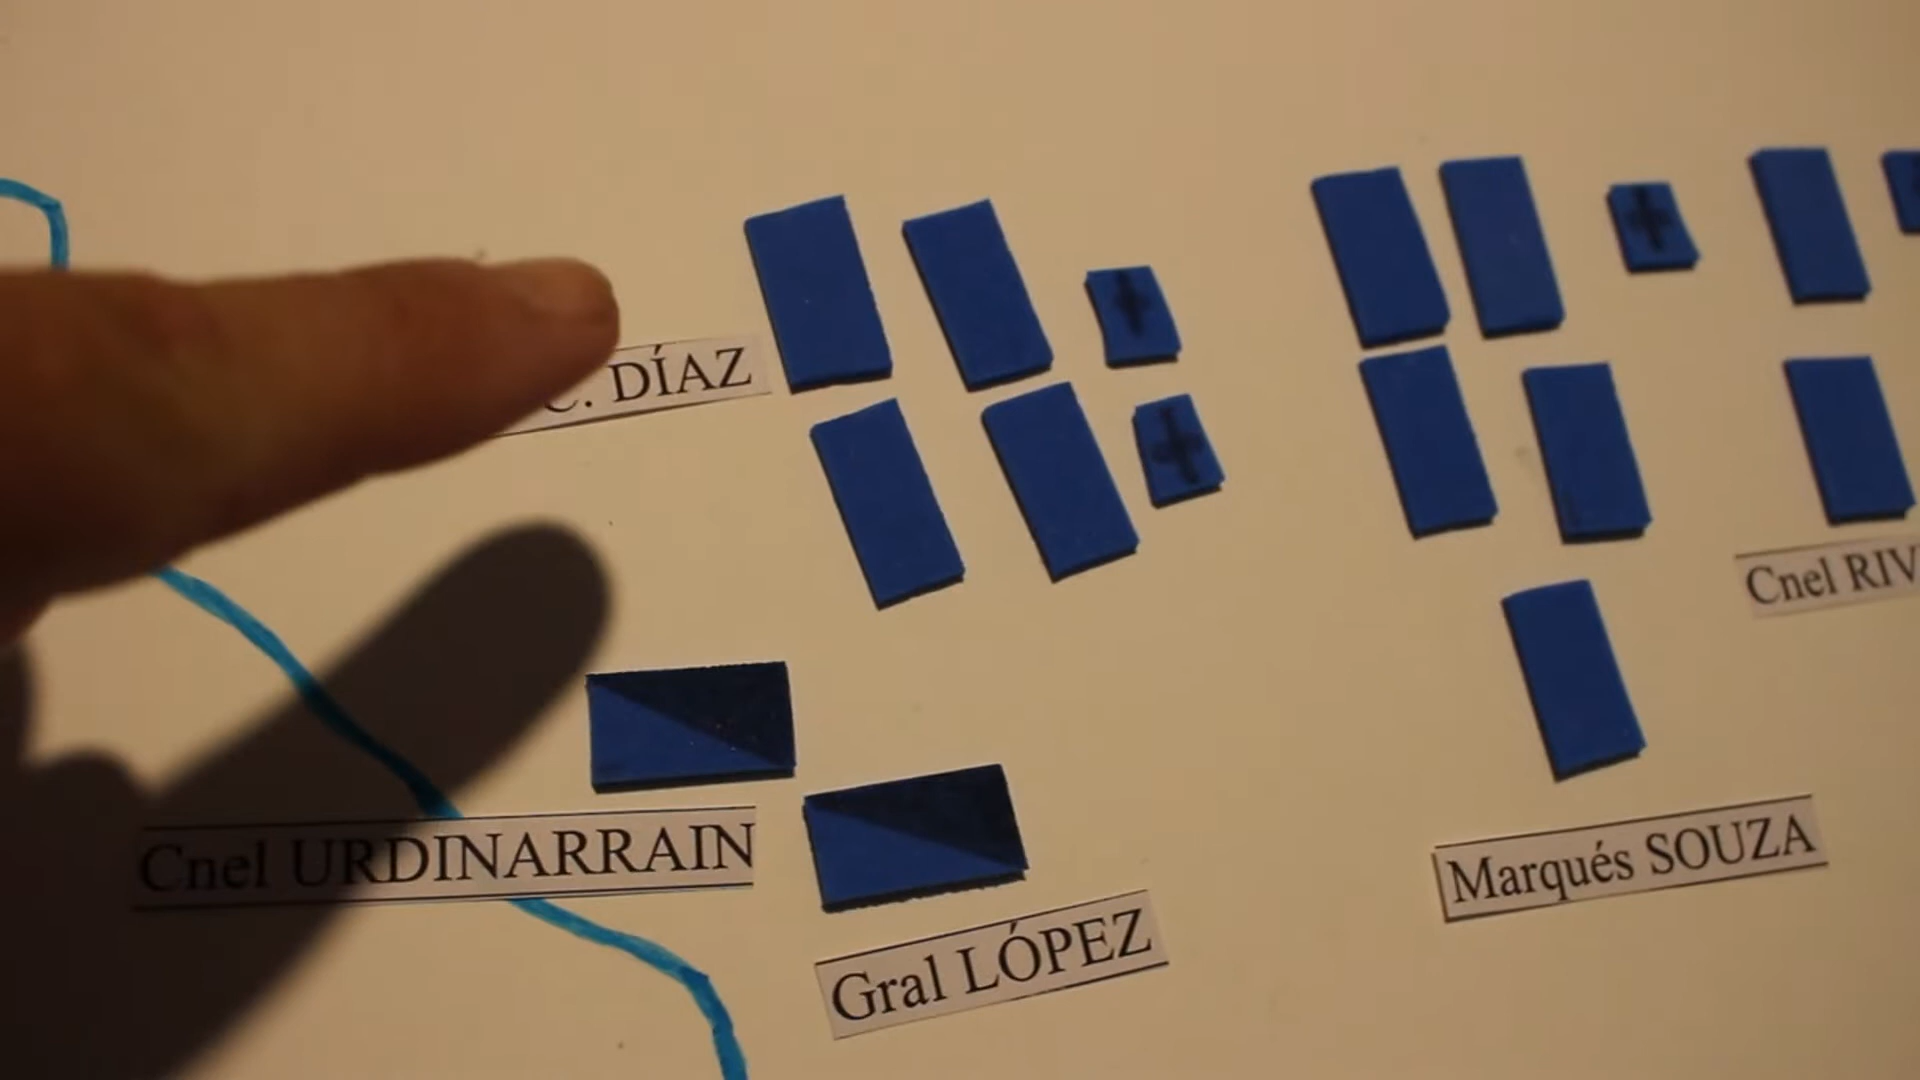 C. DÍAZ
Cnel RIV
Cnel URDINARRAIN
Marqués SOUZA
Gral LÓPEZ